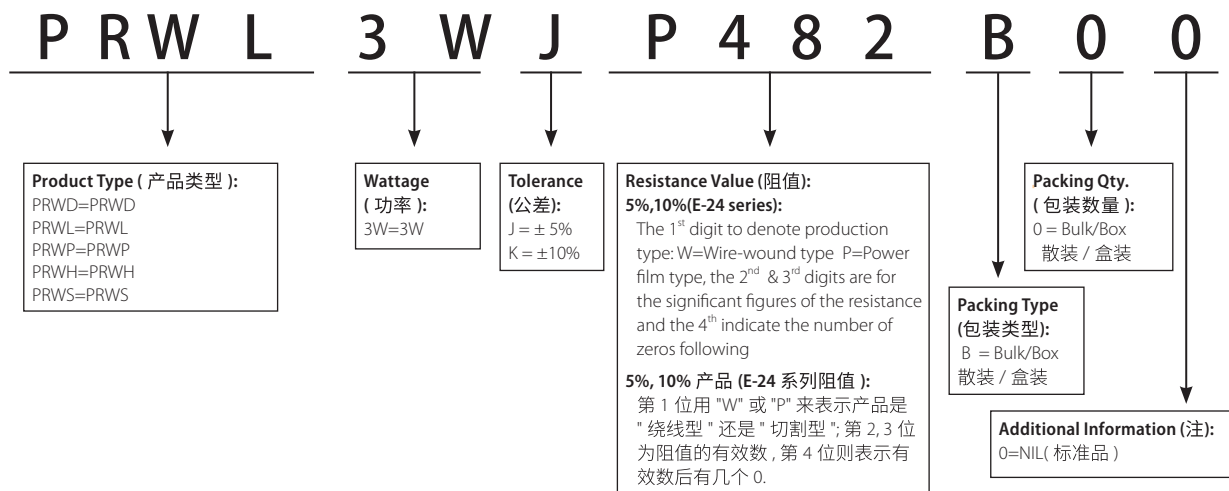 P R W L 3 W J P 4 8 2 B 0 0
Product Type ( 产品类型 ):
PRWD=PRWD
PRWL=PRWL
PRWP=PRWP
PRWH=PRWH
PRWS=PRWS
Wattage
( 功率 ):
3W=3W
Tolerance
(公差):
J = ± 5%
K = ±10%
Resistance Value (阻值):
5%,10%(E-24 series):
The 1st digit to denote production
type: W=Wire-wound type P=Power
film type, the 2nd & 3rd digits are for
the significant figures of the resistance
and the 4th indicate the number of
zeros following
5%, 10% 产品 (E-24 系列阻值 ):
第 1 位用 "W" 或 "P" 来表示产品是
" 绕线型 " 还是 " 切割型 "; 第 2, 3 位
为阻值的有效数 , 第 4 位则表示有
效数后有几个 0.
Packing Type
(包装类型):
B = Bulk/Box
散装 / 盒装
Packing Qty.
( 包装数量 ):
0 = Bulk/Box
散装 / 盒装
Additional Information (注):
0=NIL( 标准品 )